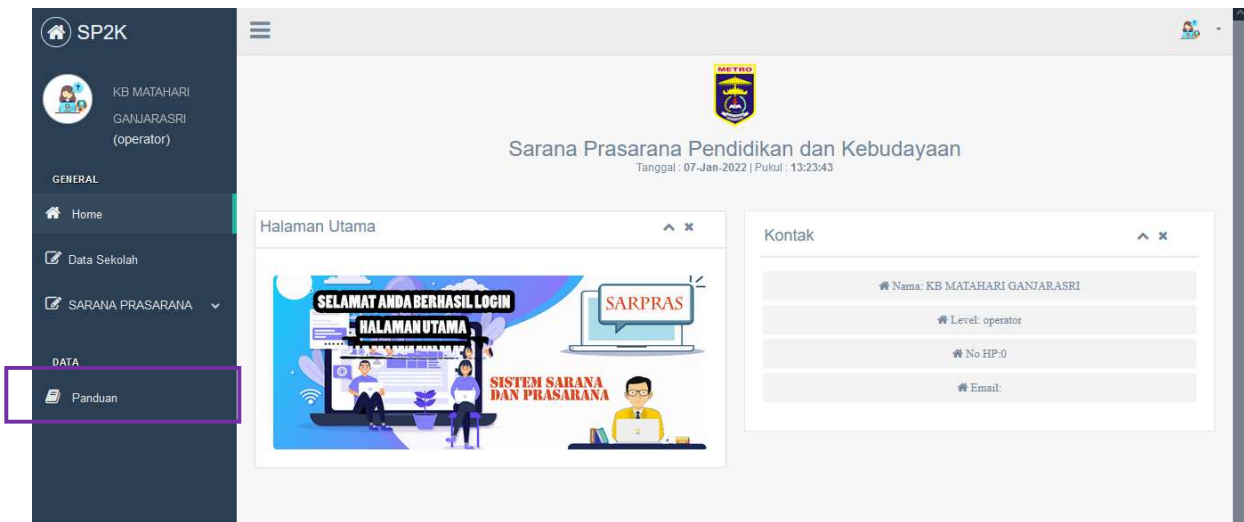 SP2K
KB MATAHARI
GANJARASRI
(operator)
GENERAL
Home
Data Sekolah
SARANA PRASARANA
DATA
Panduan
METRO
Sarana Prasarana Pendidikan dan Kebudayaan
Tanggal : 07-Jan-2022 | Pukul : 13:23:43
Halaman Utama
SELAMAT ANDA BERHASIL LOGIN
HALAMAN UTAMA
SARPRAS
SISTEM SARANA
DAN PRASARANA
Kontak
Nama: KB MATAHARI GANJARASRI
Level: operator
No HP:0
Email: